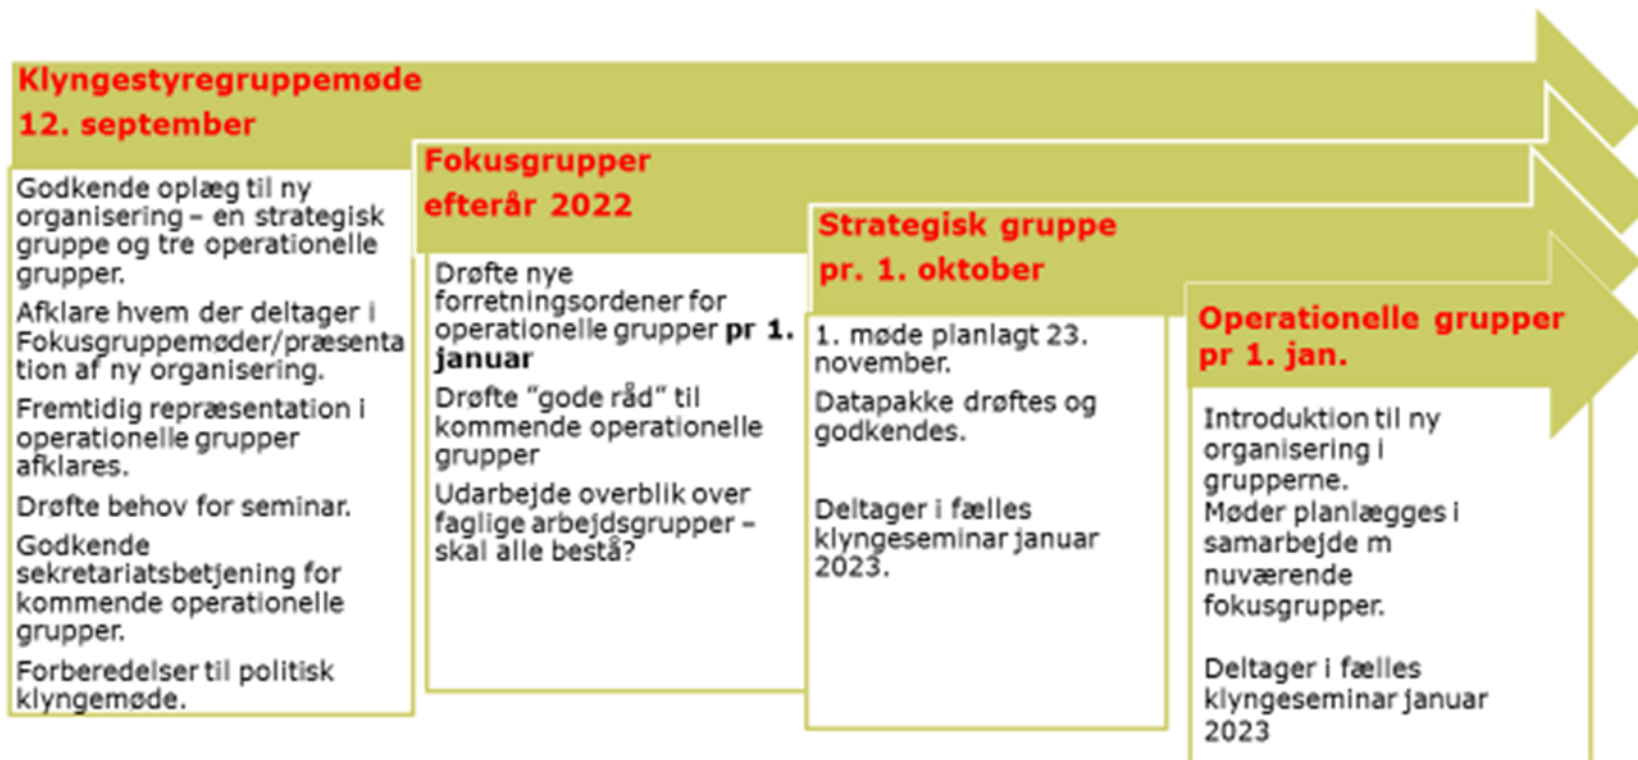 Klyngestyregruppemøde
12. september
Godkende oplæg til ny
organisering – en strategisk
gruppe og tre operationelle
grupper.
Afklare hvem der deltager i
Fokusgruppemøder/præsenta
tion af ny organisering.
Fremtidig repræsentation i
operationelle grupper
afklares.
Drøfte behov for seminar.
Godkende
sekretariatsbetjening for
kommende operationelle
grupper.
Forberedelser til politisk
klyngemøde.
Fokusgrupper
efterår 2022
Drøfte nye
forretningsordener for
operationelle grupper pr 1.
januar
Drøfte ”gode råd” til
kommende operationelle
grupper
Udarbejde overblik over
faglige arbejdsgrupper –
skal alle bestå?
Strategisk gruppe
pr. 1. oktober
1. møde planlagt 23.
november.
Datapakke drøftes og
godkendes.
Deltager i fælles
klyngeseminar januar
2023.
Operationelle grupper
pr 1. jan.
Introduktion til ny
organisering i
grupperne.
Møder planlægges i
samarbejde m
nuværende
fokusgrupper.
Deltager i fælles
klyngeseminar januar
2023